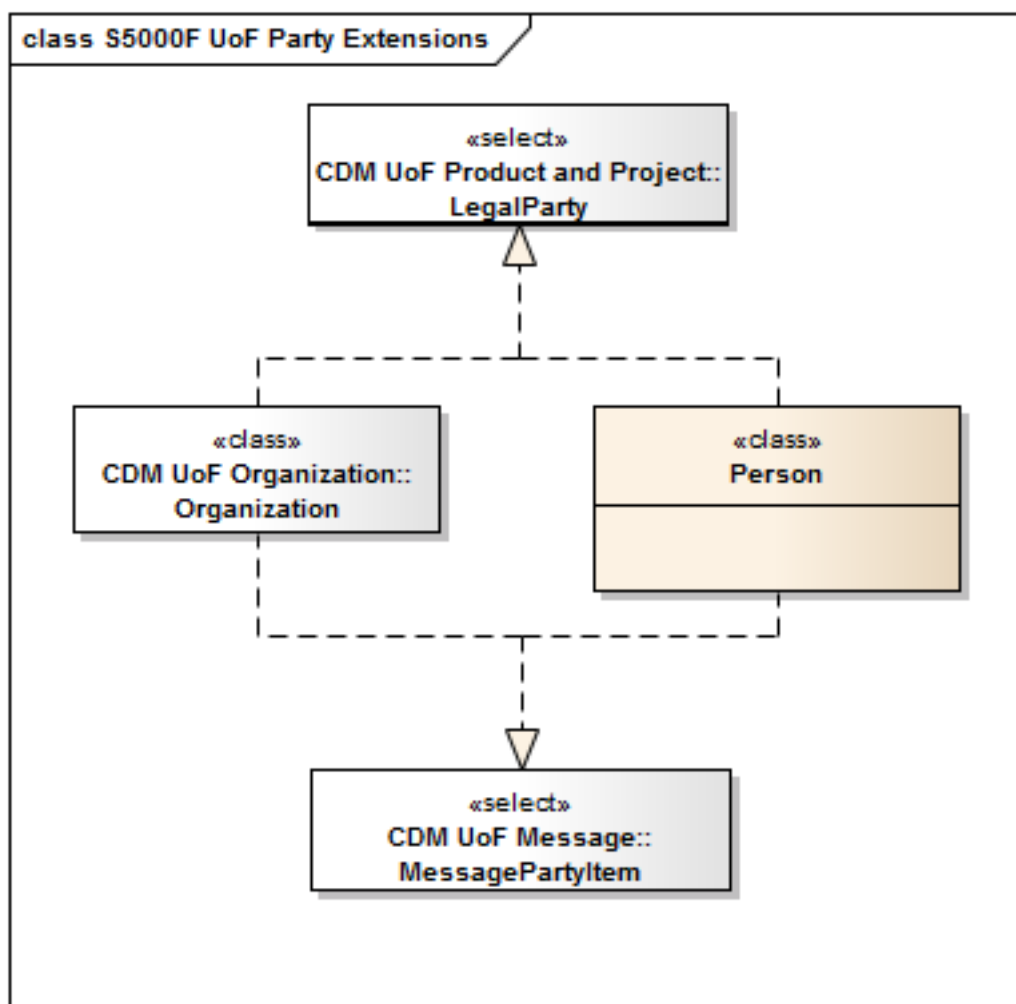 class S5000F UoF Party Extensions
«select»
CDM UoF Product and Project::
LegalParty
«class»
CDM UoF Organization::
Organization
«class»
Person
«select»
CDM UoF Message::
MessagePartyItem